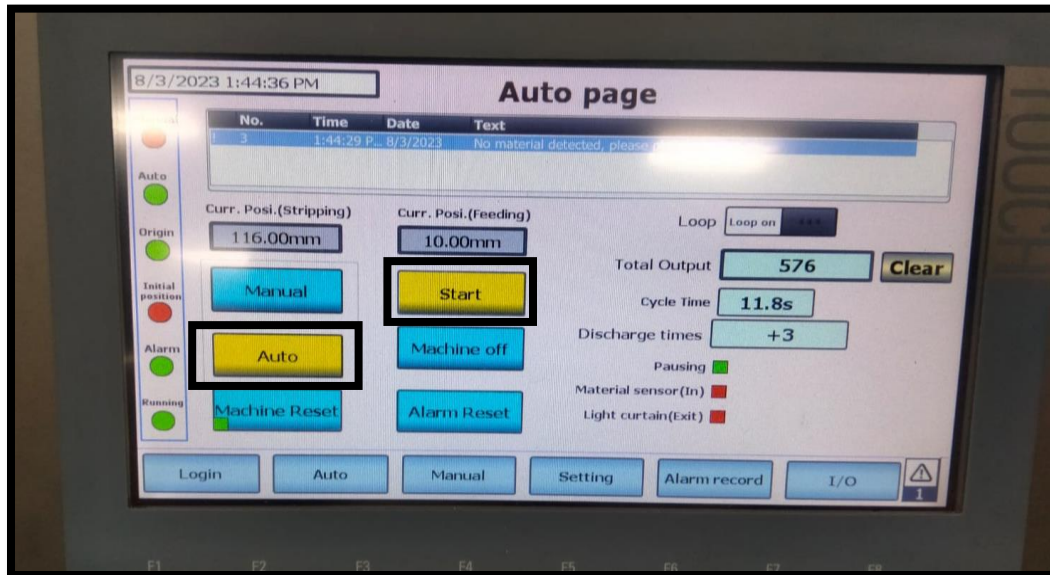 8/3/2023 1:44:36 PM
Auto page
No. Time Date Text
! 3 1:44:29 P... 8/3/2023 No material detected, please
Auto
Origin
Initial
position
Alarm
Running
Curr. Posi.(Stripping)
116.00mm
Curr. Posi.(Feeding)
10.00mm
Manual
Start
Auto
Machine off
Machine Reset
Alarm Reset
Loop Loop on
Total Output 576 Clear
Cycle Time 11.8s
Discharge times +3
Pausing
Material sensor(In)
Light curtain(Exit)
Login Auto Manual Setting Alarm record I/O 1
F1 F2 F3 F4 F5 F6 F7 F8
TOUCH